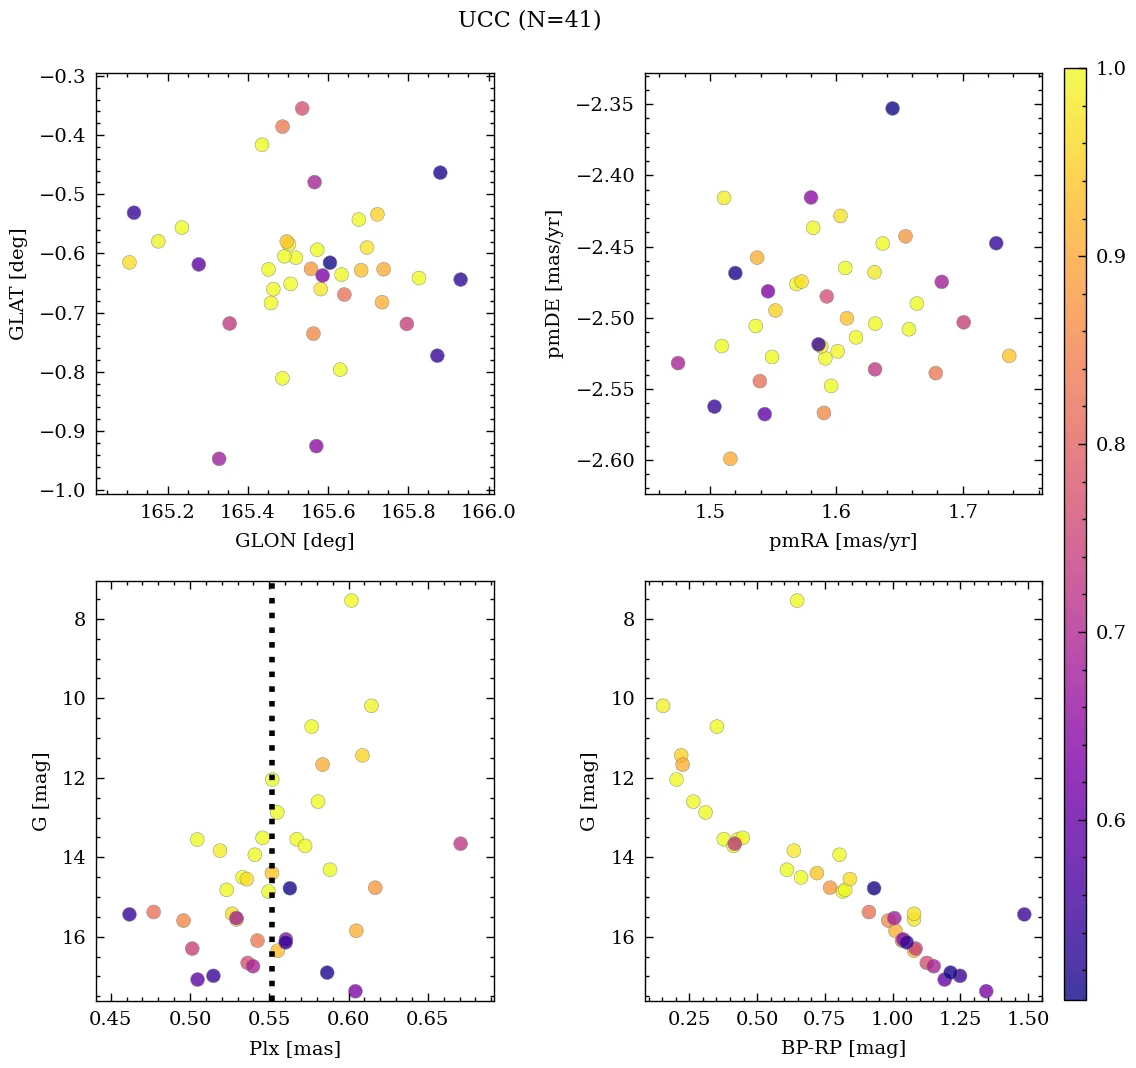 UCC (N=41)
−0.3
−0.4
−0.5
−0.6
−0.7
−0.8
−0.9
−1.0
GLAT [deg]
165.2 165.4 165.6 165.8 166.0
GLON [deg]
−2.35
−2.40
−2.45
−2.50
−2.55
−2.60
pmDE [mas/yr]
1.5 1.6 1.7
pmRA [mas/yr]
8
10
12
14
16
G [mag]
0.45 0.50 0.55 0.60 0.65
Plx [mas]
8
10
12
14
16
G [mag]
0.25 0.50 0.75 1.00 1.25 1.50
BP-RP [mag]
1.0
0.9
0.8
0.7
0.6